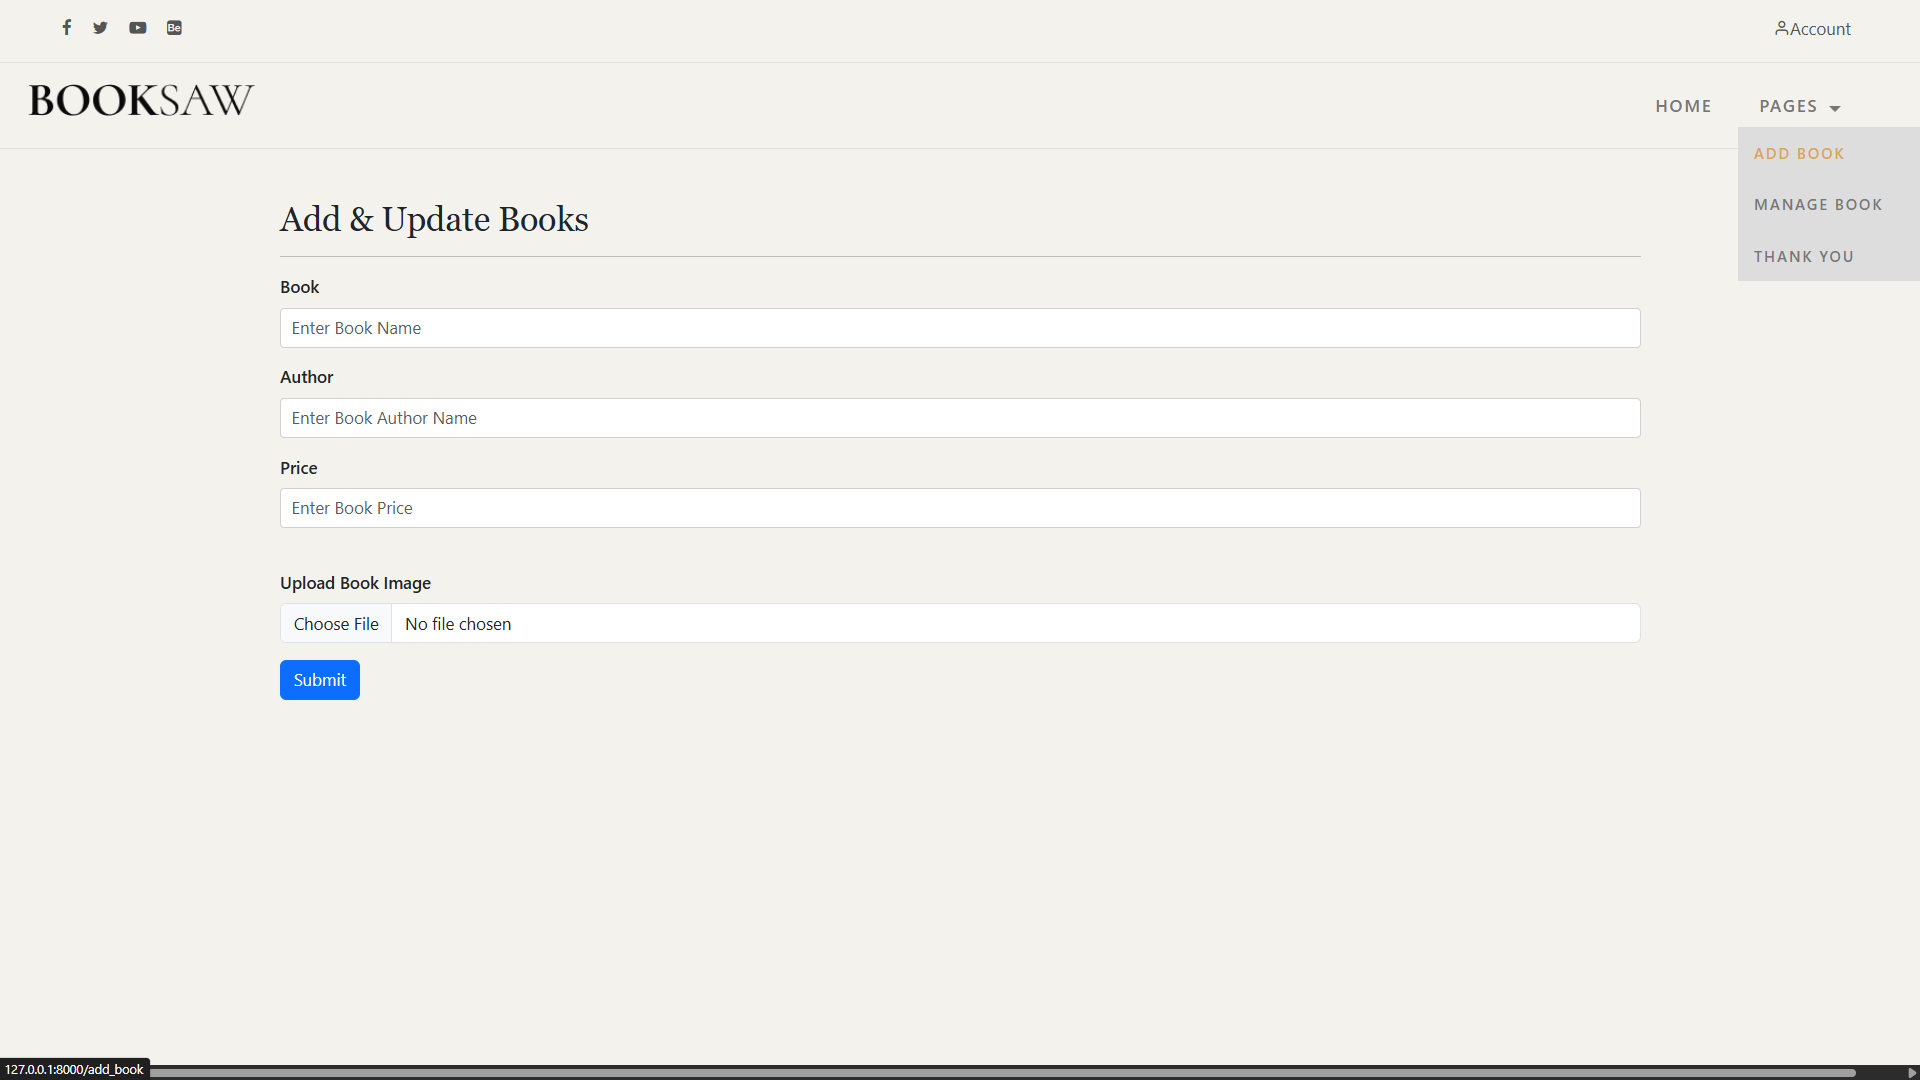 Be
Account
BOOKSAW
HOME
PAGES
ADD BOOK
MANAGE BOOK
THANK YOU
Add & Update Books
Book
Enter Book Name
Author
Enter Book Author Name
Price
Enter Book Price
Upload Book Image
Choose File No file chosen
Submit
127.0.0.1:8000/add_book